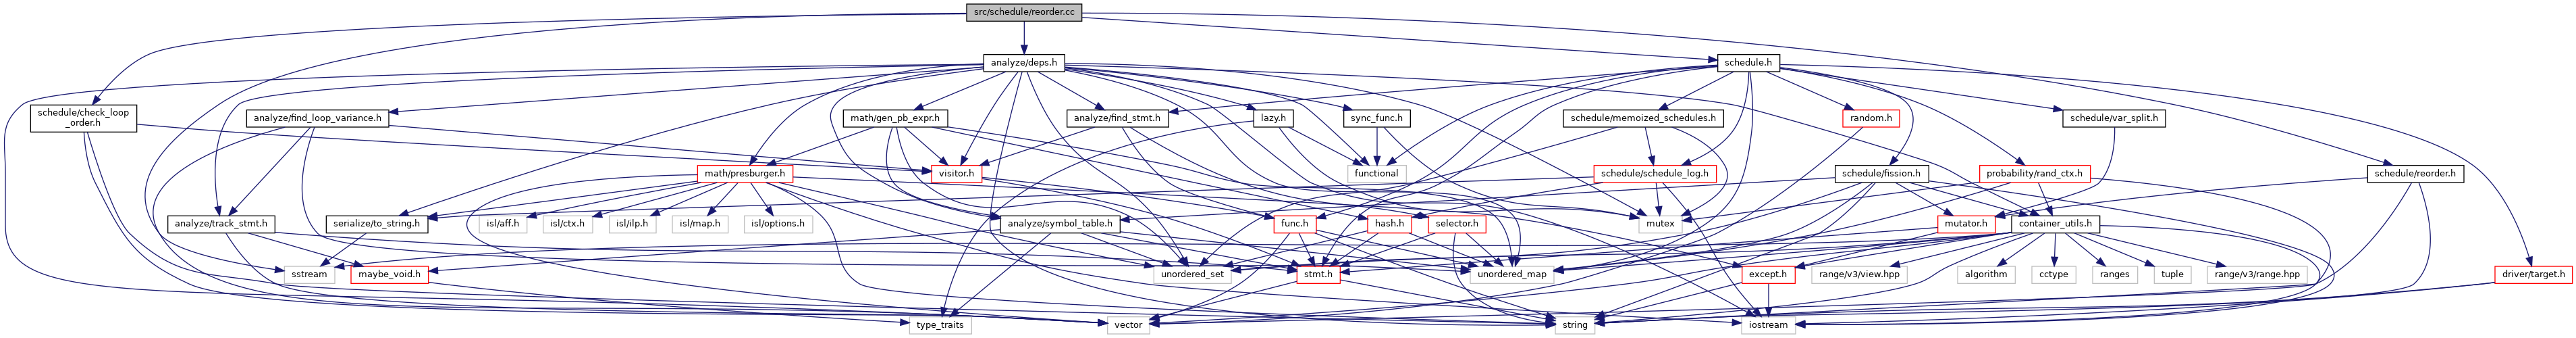 src/schedule/reorder.cc
analyze/deps.h
schedule.h
schedule/check_loop
_order.h
analyze/find_loop_variance.h
math/gen_pb_expr.h
analyze/find_stmt.h
lazy.h
sync_func.h
schedule/memoized_schedules.h
random.h
schedule/var_split.h
math/presburger.h
visitor.h
functional
schedule/schedule_log.h
schedule/fission.h
probability/rand_ctx.h
schedule/reorder.h
analyze/track_stmt.h
serialize/to_string.h
isl/aff.h
isl/ctx.h
isl/ilp.h
isl/map.h
isl/options.h
analyze/symbol_table.h
func.h
hash.h
selector.h
mutex
mutator.h
container_utils.h
sstream
maybe_void.h
unordered_set
stmt.h
unordered_map
except.h
range/v3/view.hpp
algorithm
cctype
ranges
tuple
range/v3/range.hpp
driver/target.h
type_traits
vector
string
iostream